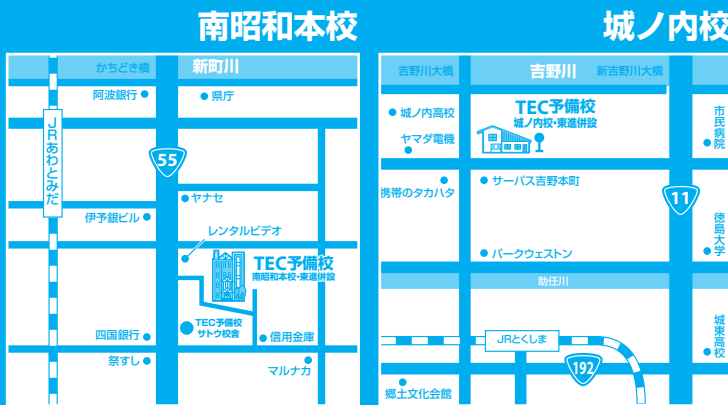 南昭和本校
かちどき橋
新町川
阿波銀行
県庁
JRあわとみだ
55
ヤナセ
伊予銀ビル
レンタルビデオ
TEC予備校
南昭和本校・東進併設
TEC予備校
サトウ校舎
四国銀行
信用金庫
祭すし
マルナカ
城ノ内校
吉野川大橋
吉野川
新吉野川大橋
城ノ内高校
TEC予備校
城ノ内校・東進併設
市民病院
ヤマダ電機
携帯のタカハタ
サーパス吉野本町
11
徳島大学
パークウェストン
助任川
JRとくしま
城東高校
192
郷土文化会館